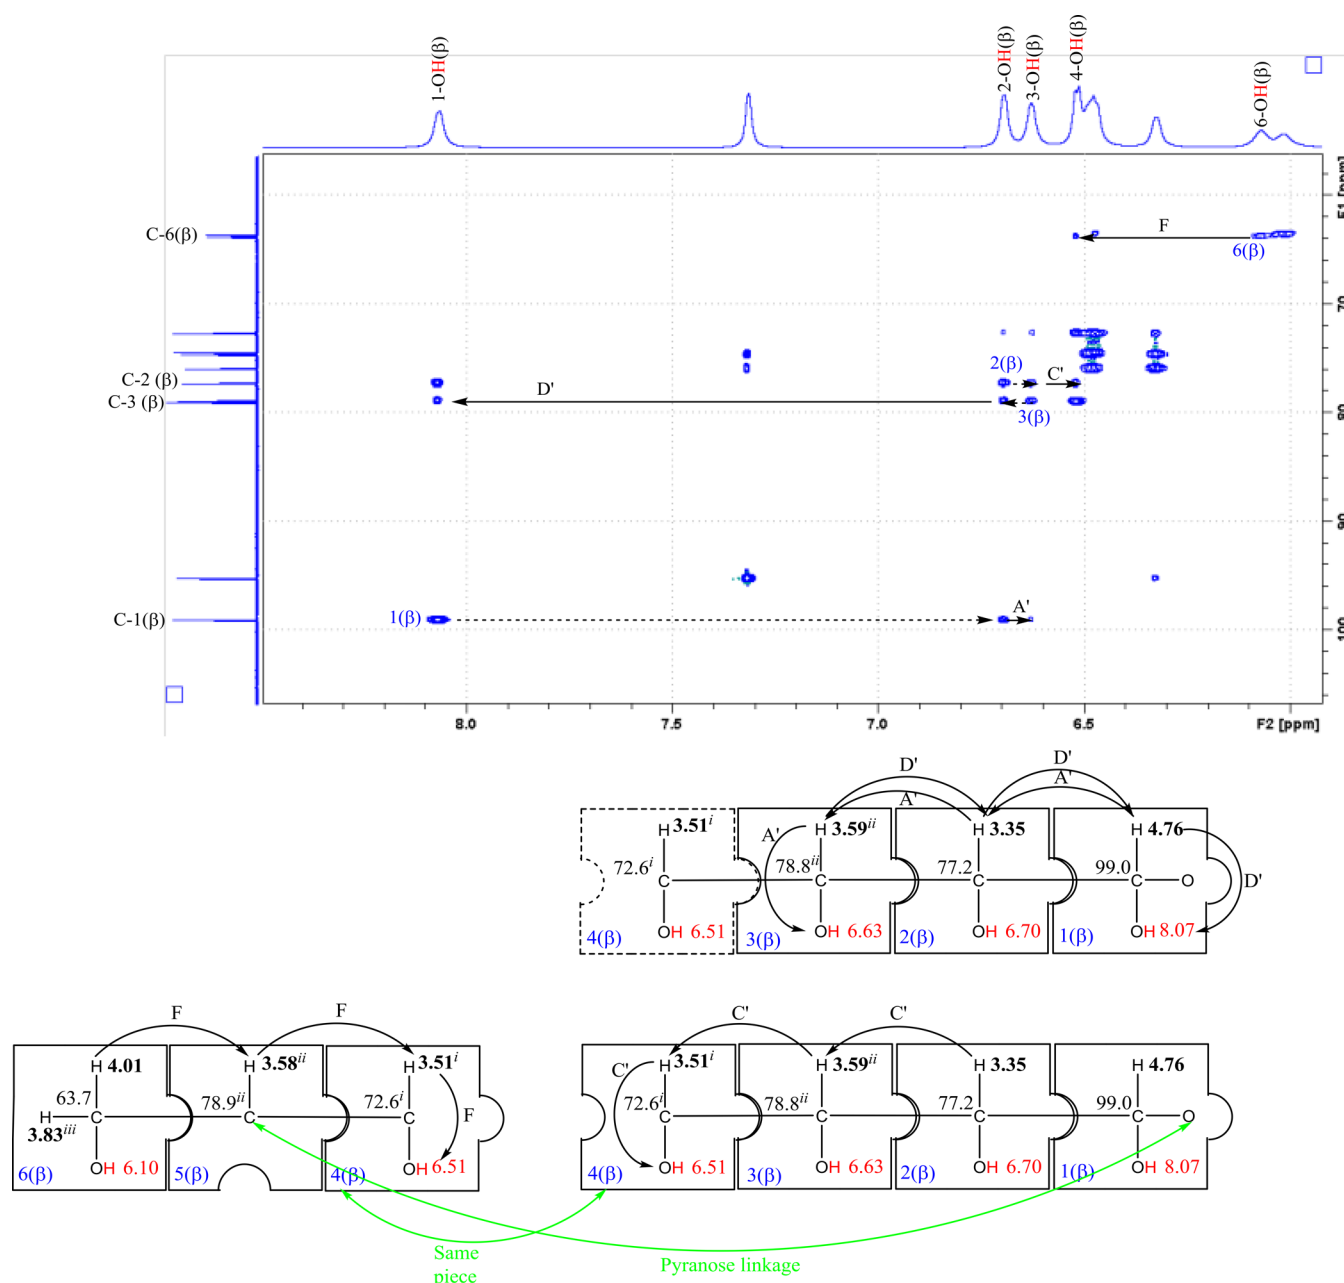 1-OH(β)
2-OH(β)
3-OH(β)
4-OH(β)
6-OH(β)
F1 [ppm]
C-6(β)
F
6(β)
70
2(β)
C'
C-2 (β)
D'
C-3 (β)
3(β)
80
90
A'
C-1(β)
1(β)
100
8.0
7.5
7.0
6.5
F2 [ppm]
D'
D'
A'
A'
H 3.51i
A'
H 3.59ii
H 3.35
H 4.76
72.6i
78.8ii
77.2
99.0
D'
C
C
C
C
O
4(β)
OH 6.51
3(β)
OH 6.63
2(β)
OH 6.70
1(β)
OH 8.07
F
F
C'
C'
H 4.01
H 3.58ii
H 3.51i
C'
H 3.51i
H 3.59ii
H 3.35
H 4.76
63.7
78.9ii
72.6i
72.6i
78.8ii
77.2
99.0
H
C
C
C
F
C
C
C
C
O
3.83iii
6(β)
OH 6.10
5(β)
4(β)
OH 6.51
4(β)
OH 6.51
3(β)
OH 6.63
2(β)
OH 6.70
1(β)
OH 8.07
Same
piece
Pyranose linkage